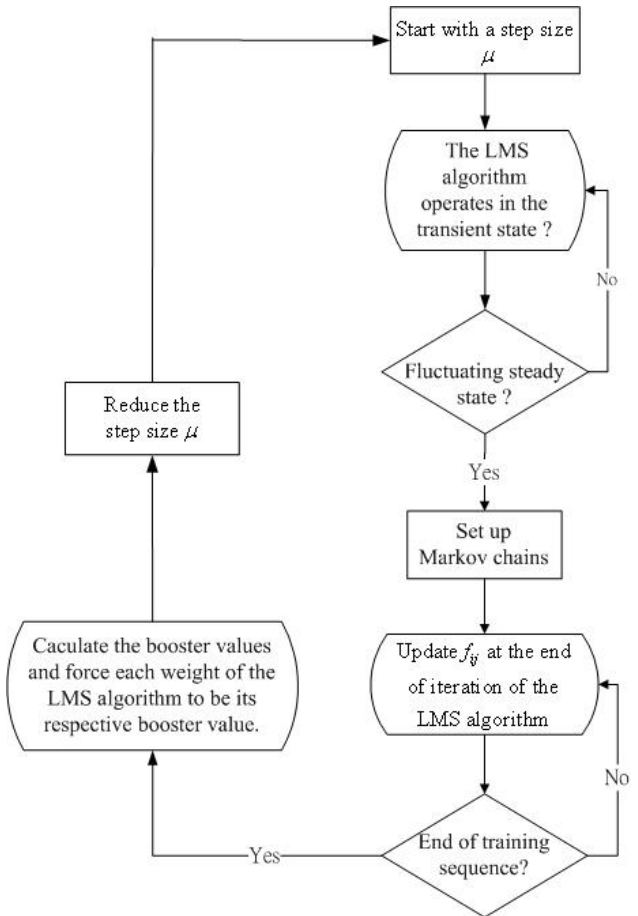 Start with a step size
μ
The LMS
algorithm
operates in the
transient state ?
No
Fluctuating steady
state ?
Yes
Reduce the
step size μ
Set up
Markov chains
Caculate the booster values
and force each weight of the
LMS algorithm to be its
respective booster value.
Update f_ij at the end
of iteration of the
LMS algorithm
No
End of training
sequence?
Yes